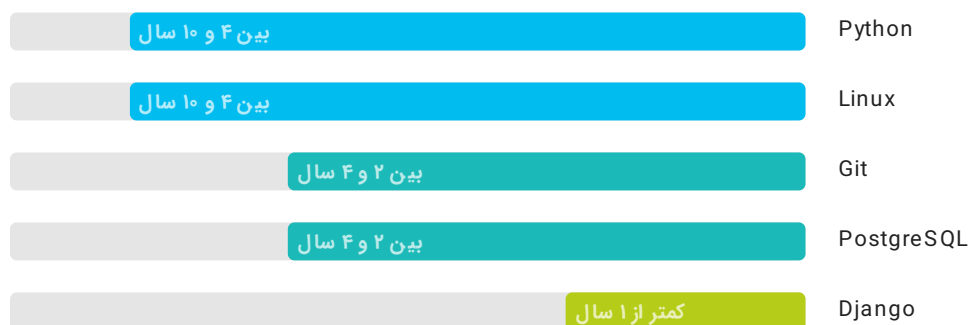 Python بین ۴ و ۱۰ سال
Linux بین ۴ و ۱۰ سال
Git بین ۲ و ۴ سال
PostgreSQL بین ۲ و ۴ سال
Django کمتر از ۱ سال